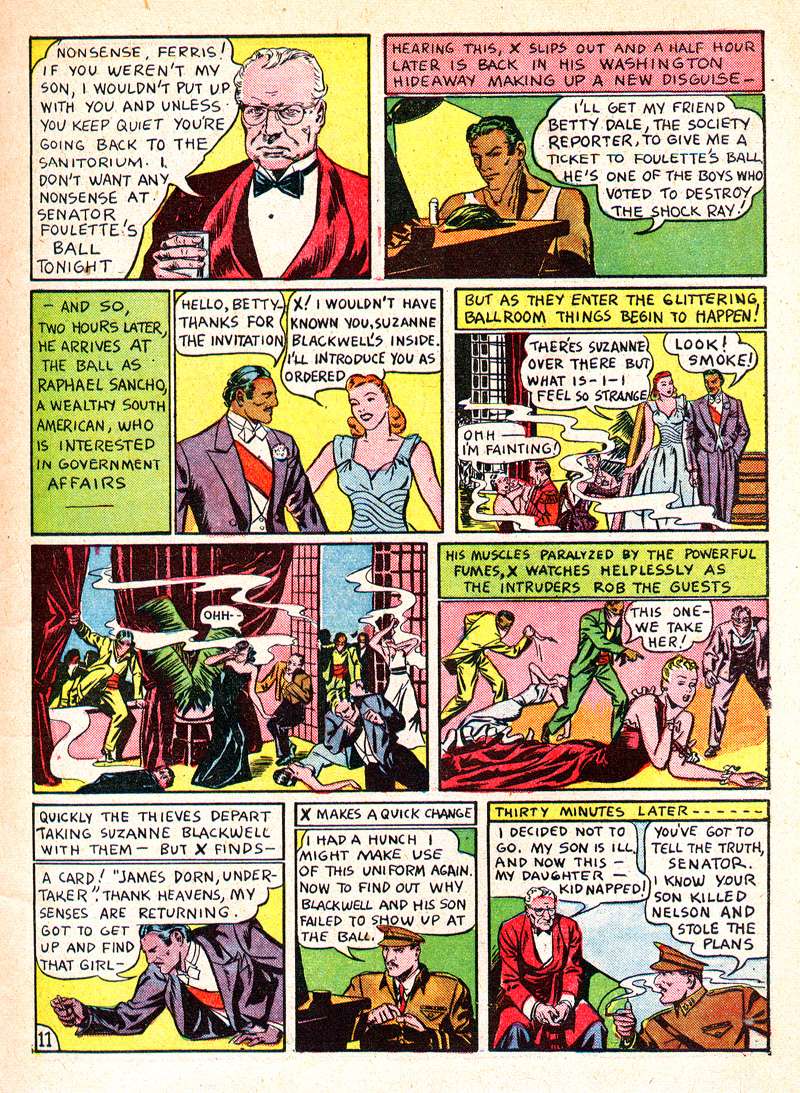 NONSENSE, FERRIS!
IF YOU WEREN'T MY
SON, I WOULDN'T PUT UP
WITH YOU AND UNLESS
YOU KEEP QUIET YOU'RE
GOING BACK TO THE
SANITORIUM. I
DON'T WANT ANY
NONSENSE AT
SENATOR
FOULETTE'S
BALL
TONIGHT
HEARING THIS, X SLIPS OUT AND A HALF HOUR
LATER IS BACK IN HIS WASHINGTON
HIDEAWAY MAKING UP A NEW DISGUISE—
I'LL GET MY FRIEND
BETTY DALE, THE SOCIETY
REPORTER, TO GIVE ME A
TICKET TO FOULETTE'S BALL
HE'S ONE OF THE BOYS WHO
VOTED TO DESTROY
THE SHOCK RAY!
— AND SO,
TWO HOURS LATER,
HE ARRIVES AT
THE BALL AS
RAPHAEL SANCHO,
A WEALTHY SOUTH
AMERICAN, WHO
IS INTERESTED
IN GOVERNMENT
AFFAIRS
HELLO, BETTY—
THANKS FOR
THE INVITATION
X! I WOULDN'T HAVE
KNOWN YOU, SUZANNE
BLACKWELL'S INSIDE.
I'LL INTRODUCE YOU AS
ORDERED
BUT AS THEY ENTER THE GLITTERING
BALLROOM THINGS BEGIN TO HAPPEN!
THER'ES SUZANNE
OVER THERE BUT
WHAT IS-I-I
FEEL SO STRANGE
LOOK!
SMOKE!
OHH —
I'M FAINTING!
OHH--
HIS MUSCLES PARALYZED BY THE POWERFUL
FUMES, X WATCHES HELPLESSLY AS
THE INTRUDERS ROB THE GUESTS
THIS ONE—
WE TAKE
HER!
QUICKLY THE THIEVES DEPART
TAKING SUZANNE BLACKWELL
WITH THEM — BUT X FINDS—
A CARD! "JAMES DORN, UNDER-
TAKER". THANK HEAVENS, MY
SENSES ARE RETURNING.
GOT TO GET
UP AND FIND
THAT GIRL—
X MAKES A QUICK CHANGE
I HAD A HUNCH I
MIGHT MAKE USE
OF THIS UNIFORM AGAIN.
NOW TO FIND OUT WHY
BLACKWELL AND HIS SON
FAILED TO SHOW UP AT
THE BALL.
THIRTY MINUTES LATER-------
I DECIDED NOT TO
GO. MY SON IS ILL,
AND NOW THIS —
MY DAUGHTER —
KIDNAPPED!
YOU'VE GOT TO
TELL THE TRUTH,
SENATOR.
I KNOW YOUR
SON KILLED
NELSON AND
STOLE THE
PLANS
11